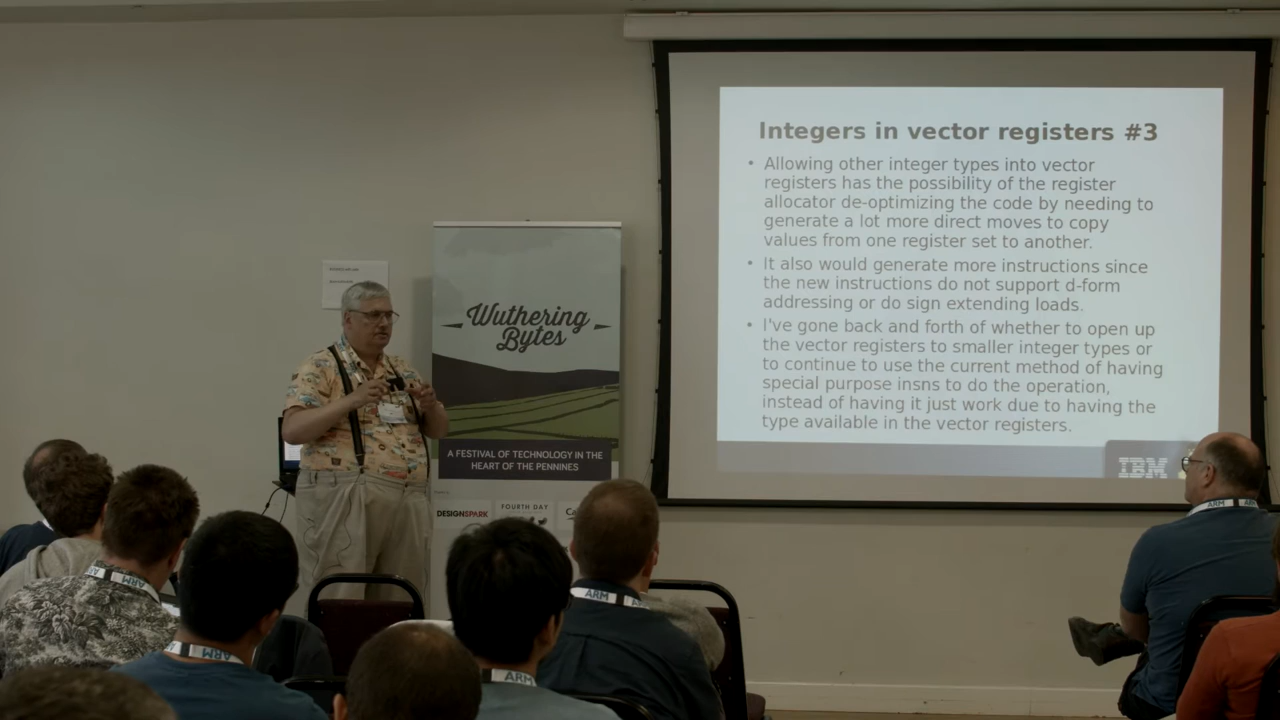 Integers in vector registers #3
• Allowing other integer types into vector
registers has the possibility of the register
allocator de-optimizing the code by needing to
generate a lot more direct moves to copy
values from one register set to another.
• It also would generate more instructions since
the new instructions do not support d-form
addressing or do sign extending loads.
• I've gone back and forth of whether to open up
the vector registers to smaller integer types or
to continue to use the current method of having
special purpose insns to do the operation,
instead of having it just work due to having the
type available in the vector registers.
IBM
Wuthering
Bytes
A FESTIVAL OF TECHNOLOGY IN THE
HEART OF THE PENNINES
DESIGNSPARK
FOURTH DAY
ARM
ARM
ARM
ARM
ARM